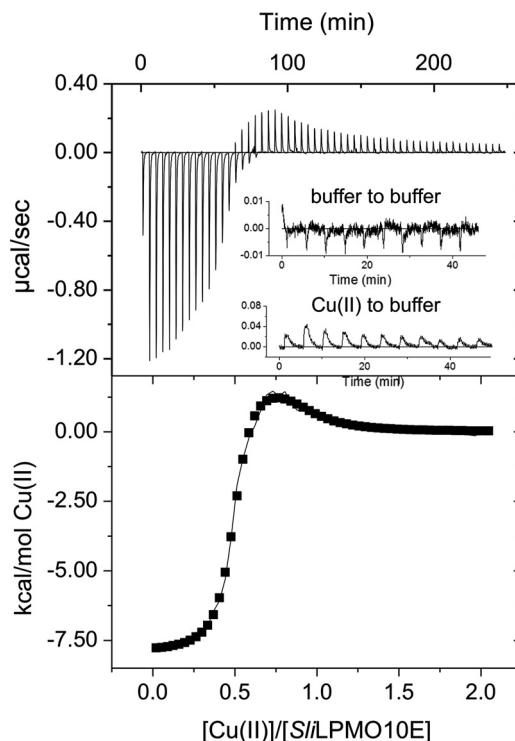 Time (min)
0 100 200
0.40
0.00
-0.40
-0.80
-1.20
µcal/sec
buffer to buffer
0.01
0.00
-0.01
0 20 40
Time (min)
Cu(II) to buffer
0.08
0.04
0.00
0 20 40
Time (min)
0.00
-2.50
-5.00
-7.50
kcal/mol Cu(II)
0.0 0.5 1.0 1.5 2.0
[Cu(II)]/[SliLPMO10E]